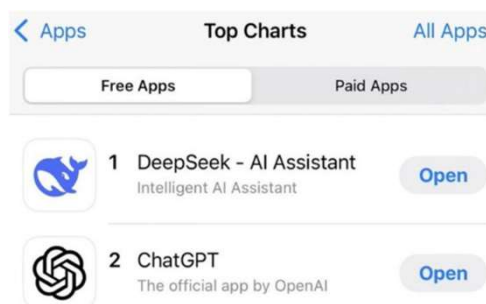 Apps Top Charts All Apps
Free Apps Paid Apps
1 DeepSeek - AI Assistant
Intelligent AI Assistant
Open
2 ChatGPT
The official app by OpenAI
Open